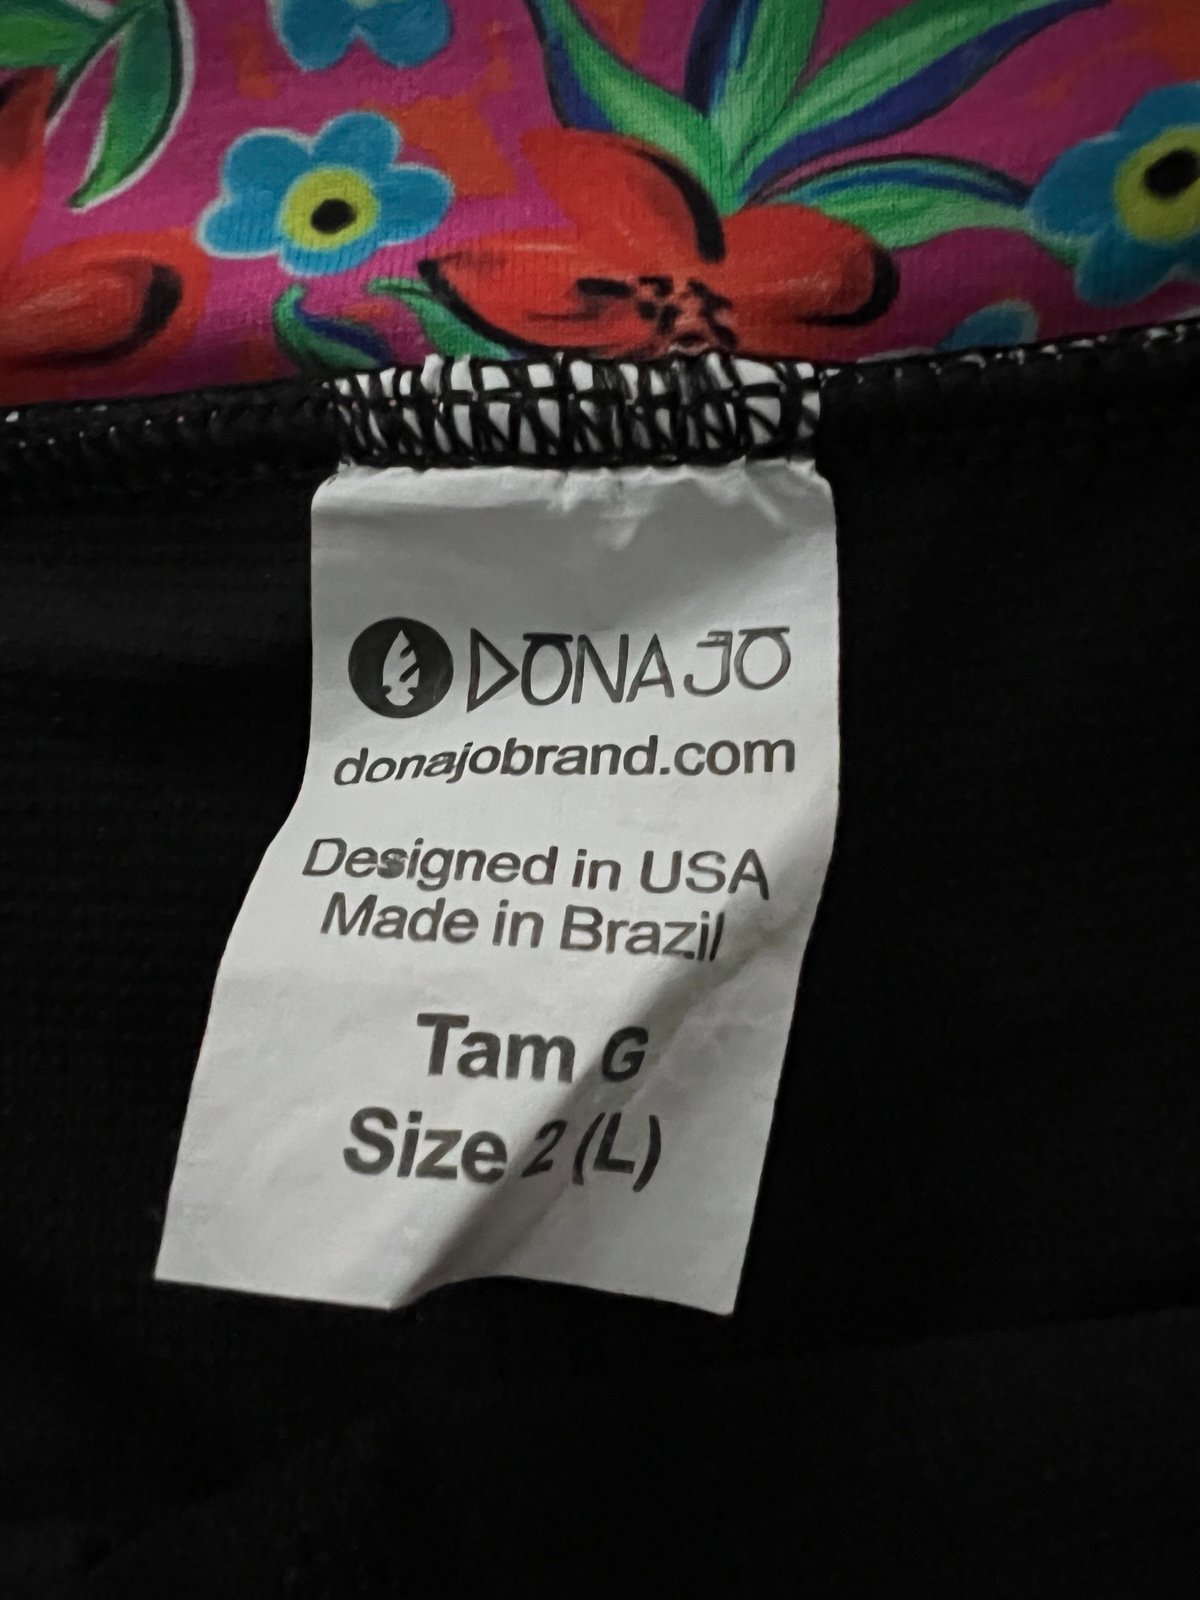 DONA JO
donajobrand.com
Designed in USA
Made in Brazil
Tam G
Size 2 (L)